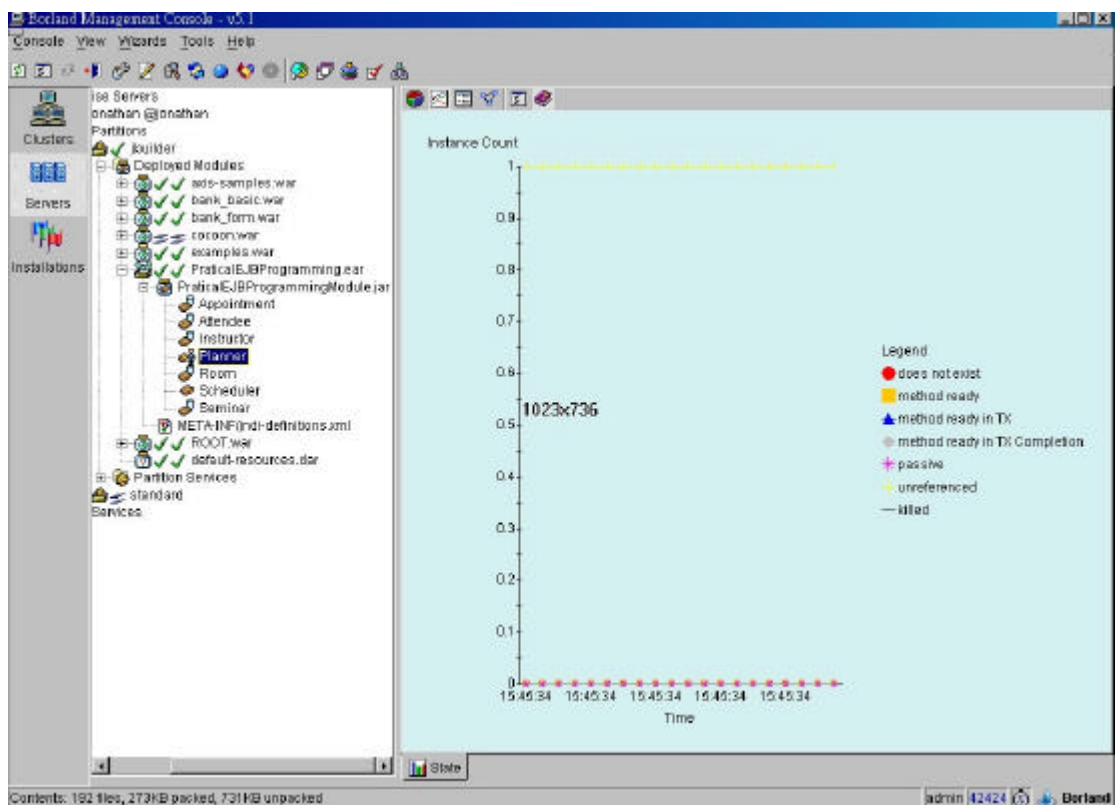 Borland Management Console - v5.1
Console View Wizards Tools Help
Clusters
Servers
Installations
ise Servers
onathan @jonathan
Partitions
jbuilder
Deployed Modules
axis-samples.war
bank_basic.war
bank_form.war
cocoon.war
examples.war
PraticalEJBProgramming.ear
PraticalEJBProgrammingModule.jar
Appointment
Attendee
Instructor
Planner
Room
Scheduler
Seminar
META-INF/jndi-definitions.xml
ROOT.war
default-resources.dar
Partition Services
standard
Services
Instance Count
1
0.9
0.8
0.7
0.6
0.5
0.4
0.3
0.2
0.1
0
1023x736
15:45:34 15:45:34 15:45:34 15:45:34 15:45:34
Time
Legend
does not exist
method ready
method ready in TX
method ready in TX Completion
passive
unreferenced
killed
State
Contents: 192 files, 273KB packed, 731KB unpacked
admin 42424 Borland